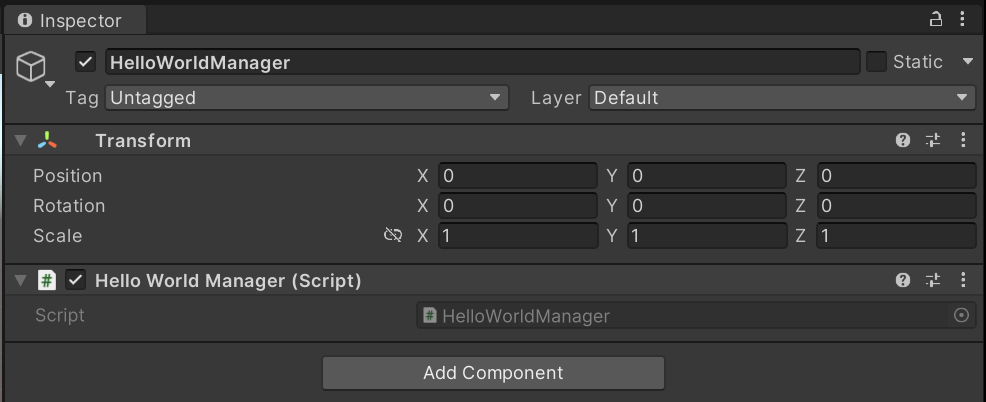 Inspector
HelloWorldManager
Static
Tag Untagged Layer Default
Transform
Position X 0 Y 0 Z 0
Rotation X 0 Y 0 Z 0
Scale X 1 Y 1 Z 1
# Hello World Manager (Script)
Script # HelloWorldManager
Add Component